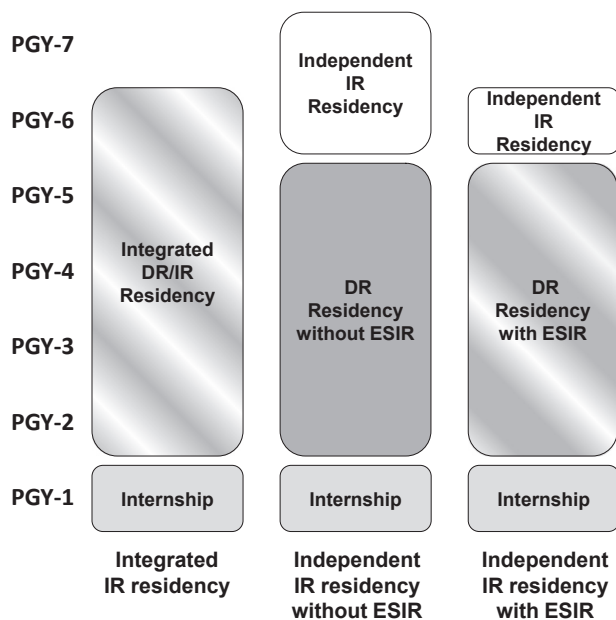 PGY-7
PGY-6
PGY-5
PGY-4
PGY-3
PGY-2
PGY-1
Integrated
DR/IR
Residency
Internship
Integrated
IR residency
Independent
IR
Residency
DR
Residency
without ESIR
Internship
Independent
IR residency
without ESIR
Independent
IR
Residency
DR
Residency
with ESIR
Internship
Independent
IR residency
with ESIR